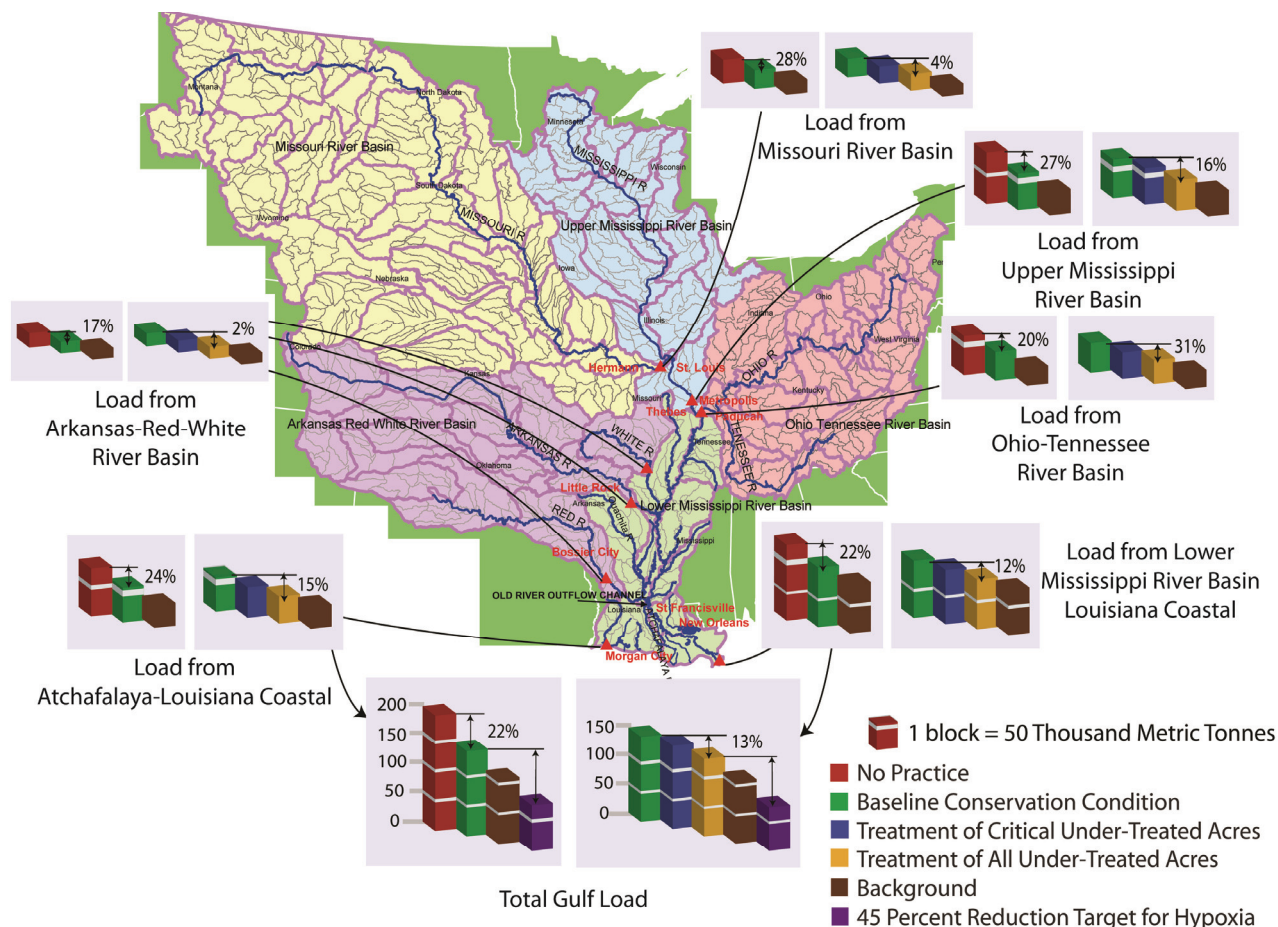 28%
4%
Load from
Missouri River Basin
27%
16%
Load from
Upper Mississippi
River Basin
20%
31%
Load from
Ohio-Tennessee
River Basin
17%
2%
Load from
Arkansas-Red-White
River Basin
Montana
North Dakota
Minnesota
Wisconsin
Missouri River Basin
MISSISSIPPI R
South Dakota
Wyoming
MISSOURI R
Upper Mississippi River Basin
Iowa
Nebraska
Illinois
Indiana
Ohio
West Virginia
OHIO R
Kentucky
Colorado
Kansas
Hermann
St. Louis
Missouri
Metropolis
Thebes
Paducah
Ohio Tennessee River Basin
Arkansas Red White River Basin
ARKANSAS R
WHITE R
Tennessee
TENNESSEE R
Oklahoma
Little Rock
Arkansas
Lower Mississippi River Basin
Ouachita R
RED R
Mississippi
Bossier City
OLD RIVER OUTFLOW CHANNEL
Louisiana
St Francisville
New Orleans
Morgan City
24%
15%
Load from
Atchafalaya-Louisiana Coastal
22%
12%
Load from Lower
Mississippi River Basin
Louisiana Coastal
200
150
100
50
0
22%
150
100
50
0
13%
Total Gulf Load
1 block = 50 Thousand Metric Tonnes
No Practice
Baseline Conservation Condition
Treatment of Critical Under-Treated Acres
Treatment of All Under-Treated Acres
Background
45 Percent Reduction Target for Hypoxia